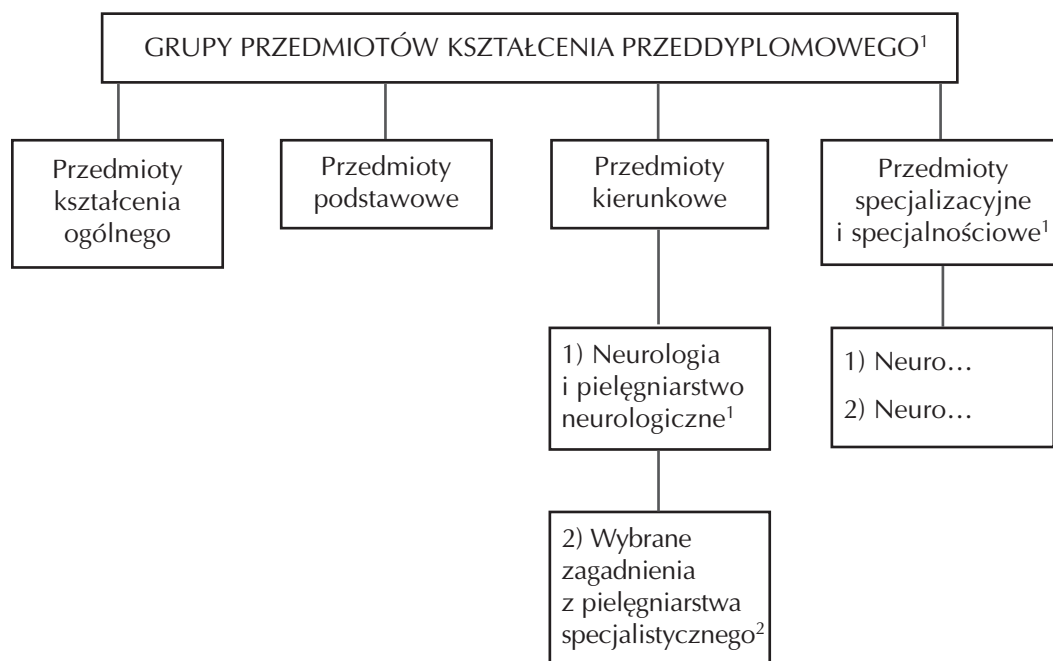 GRUPY PRZEDMIOTÓW KSZTAŁCENIA PRZEDDYPLOMOWEGO¹
Przedmioty
kształcenia
ogólnego
Przedmioty
podstawowe
Przedmioty
kierunkowe
Przedmioty
specjalizacyjne
i specjalnościowe¹
1) Neurologia
i pielęgniarstwo
neurologiczne¹
1) Neuro…
2) Neuro…
2) Wybrane
zagadnienia
z pielęgniarstwa
specjalistycznego²